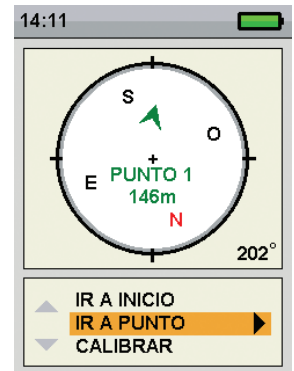 14:11
S
O
E
PUNTO 1
146m
N
202°
IR A INICIO
IR A PUNTO
CALIBRAR